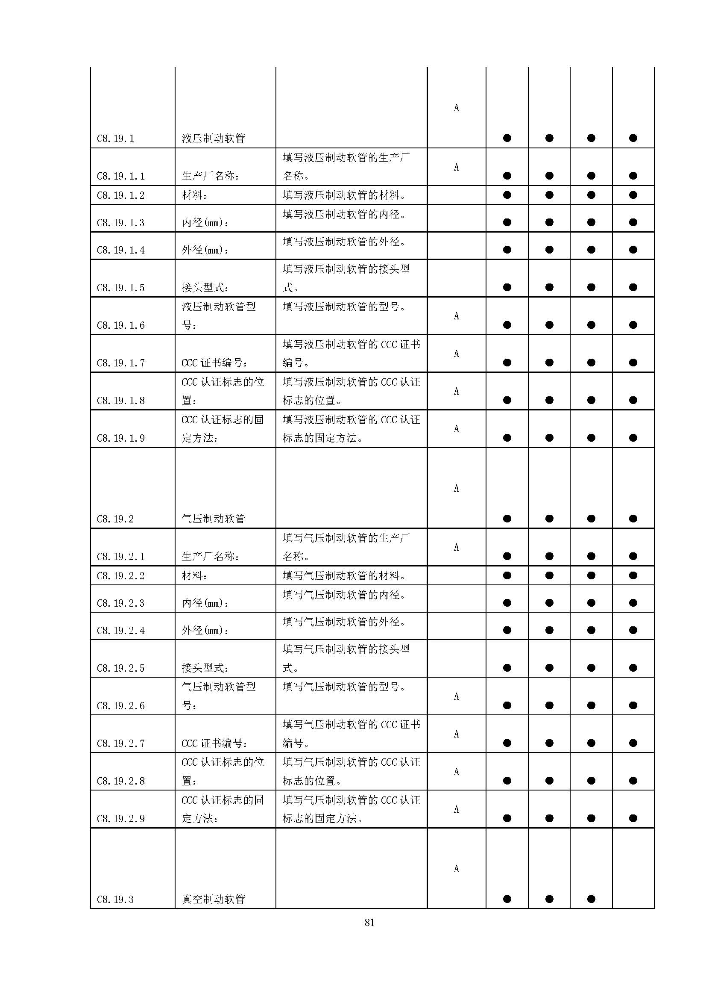 A
C8.19.1 液压制动软管 ● ● ● ●
填写液压制动软管的生产厂
A
C8.19.1.1 生产厂名称: 名称。 ● ● ● ●
C8.19.1.2 材料: 填写液压制动软管的材料。 ● ● ● ●
填写液压制动软管的内径。
C8.19.1.3 内径(mm): ● ● ● ●
填写液压制动软管的外径。
C8.19.1.4 外径(mm): ● ● ● ●
填写液压制动软管的接头型
C8.19.1.5 接头型式: 式。 ● ● ● ●
液压制动软管型 填写液压制动软管的型号。
A
C8.19.1.6 号: ● ● ● ●
填写液压制动软管的 CCC 证书
A
C8.19.1.7 CCC 证书编号: 编号。 ● ● ● ●
CCC 认证标志的位 填写液压制动软管的 CCC 认证
A
C8.19.1.8 置: 标志的位置。 ● ● ● ●
CCC 认证标志的固 填写液压制动软管的 CCC 认证
A
C8.19.1.9 定方法: 标志的固定方法。 ● ● ● ●
A
C8.19.2 气压制动软管 ● ● ● ●
填写气压制动软管的生产厂
A
C8.19.2.1 生产厂名称: 名称。 ● ● ● ●
C8.19.2.2 材料: 填写气压制动软管的材料。 ● ● ● ●
填写气压制动软管的内径。
C8.19.2.3 内径(mm): ● ● ● ●
填写气压制动软管的外径。
C8.19.2.4 外径(mm): ● ● ● ●
填写气压制动软管的接头型
C8.19.2.5 接头型式: 式。 ● ● ● ●
气压制动软管型 填写气压制动软管的型号。
A
C8.19.2.6 号: ● ● ● ●
填写气压制动软管的 CCC 证书
A
C8.19.2.7 CCC 证书编号: 编号。 ● ● ● ●
CCC 认证标志的位 填写气压制动软管的 CCC 认证
A
C8.19.2.8 置: 标志的位置。 ● ● ● ●
CCC 认证标志的固 填写气压制动软管的 CCC 认证
A
C8.19.2.9 定方法: 标志的固定方法。 ● ● ● ●
A
C8.19.3 真空制动软管 ● ● ●
81